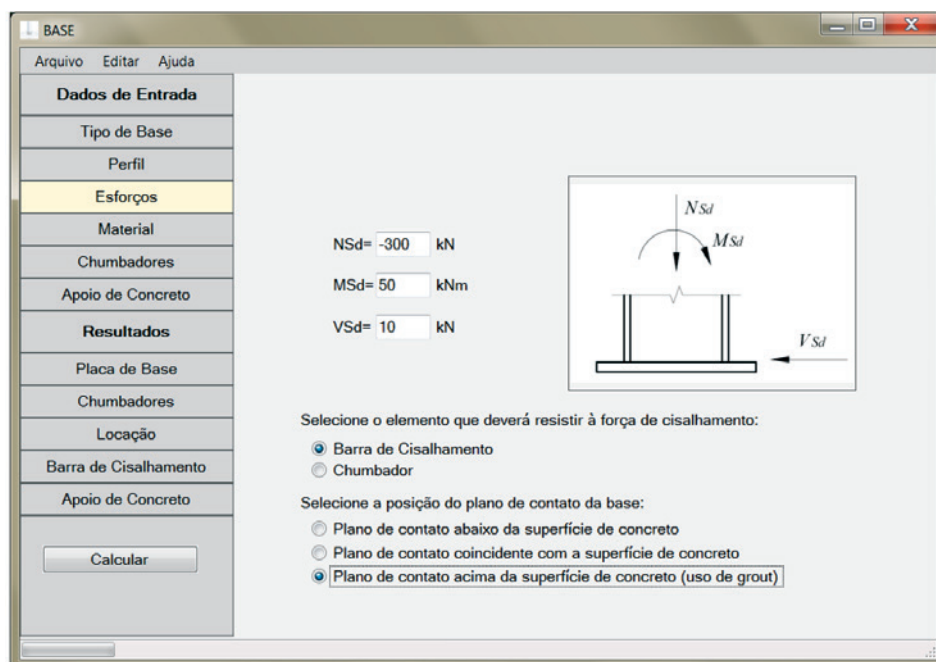 BASE
Arquivo Editar Ajuda
Dados de Entrada
Tipo de Base
Perfil
Esforços
Material
Chumbadores
Apoio de Concreto
Resultados
Placa de Base
Chumbadores
Locação
Barra de Cisalhamento
Apoio de Concreto
Calcular
NSd= -300 kN
MSd= 50 kNm
VSd= 10 kN
NSd
MSd
VSd
Selecione o elemento que deverá resistir à força de cisalhamento:
Barra de Cisalhamento
Chumbador
Selecione a posição do plano de contato da base:
Plano de contato abaixo da superfície de concreto
Plano de contato coincidente com a superfície de concreto
Plano de contato acima da superfície de concreto (uso de grout)